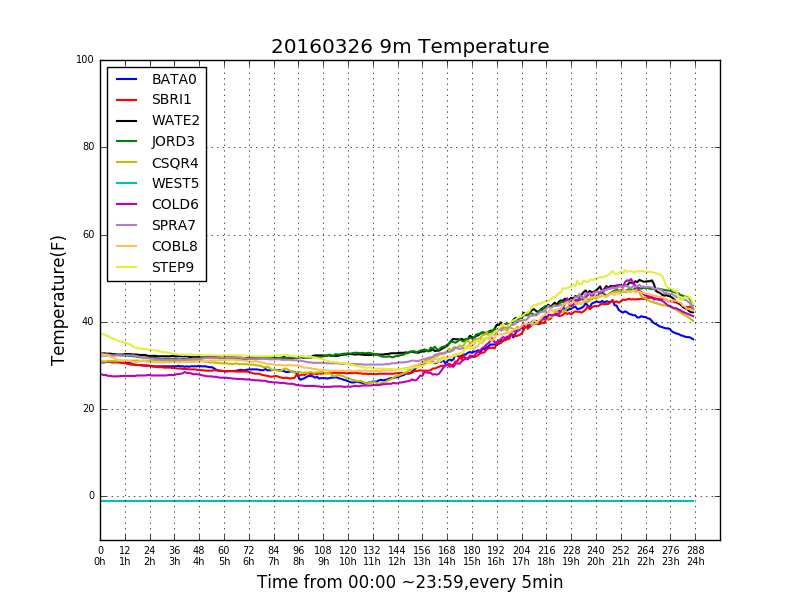 20160326 9m Temperature
100
80
60
40
20
0
Temperature(F)
BATA0
SBRI1
WATE2
JORD3
CSQR4
WEST5
COLD6
SPRA7
COBL8
STEP9
0 12 24 36 48 60 72 84 96 108 120 132 144 156 168 180 192 204 216 228 240 252 264 276 288
0h 1h 2h 3h 4h 5h 6h 7h 8h 9h 10h 11h 12h 13h 14h 15h 16h 17h 18h 19h 20h 21h 22h 23h 24h
Time from 00:00 ~23:59,every 5min